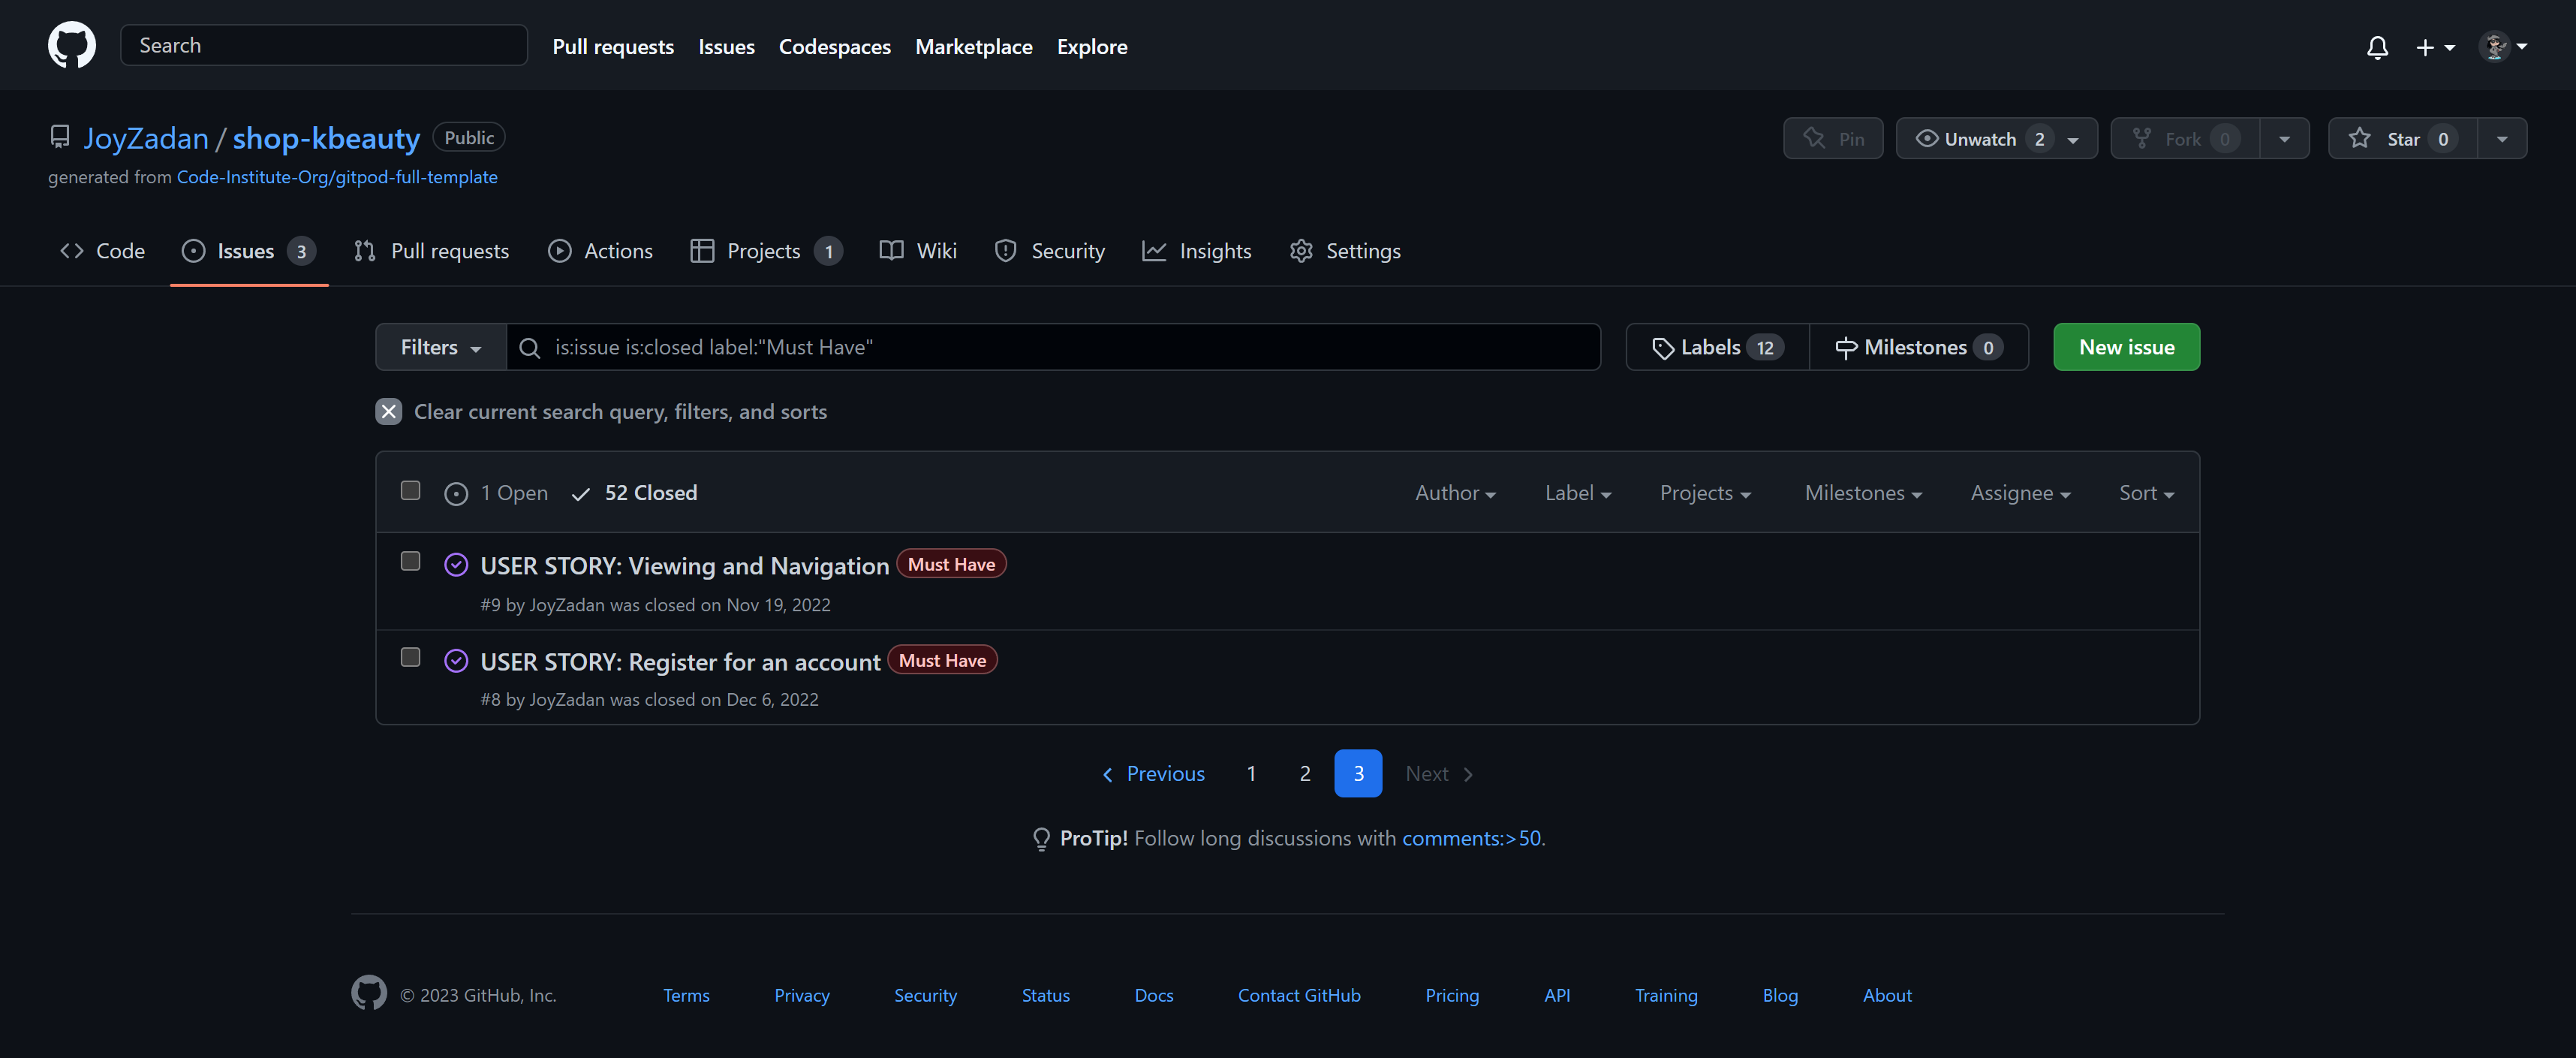 Search Pull requests Issues Codespaces Marketplace Explore
JoyZadan / shop-kbeauty Public Pin Unwatch 2 Fork 0 Star 0
generated from Code-Institute-Org/gitpod-full-template
Code Issues 3 Pull requests Actions Projects 1 Wiki Security Insights Settings
Filters is:issue is:closed label:"Must Have" Labels 12 Milestones 0 New issue
Clear current search query, filters, and sorts
1 Open 52 Closed Author Label Projects Milestones Assignee Sort
USER STORY: Viewing and Navigation Must Have
#9 by JoyZadan was closed on Nov 19, 2022
USER STORY: Register for an account Must Have
#8 by JoyZadan was closed on Dec 6, 2022
Previous 1 2 3 Next
ProTip! Follow long discussions with comments:>50.
© 2023 GitHub, Inc. Terms Privacy Security Status Docs Contact GitHub Pricing API Training Blog About